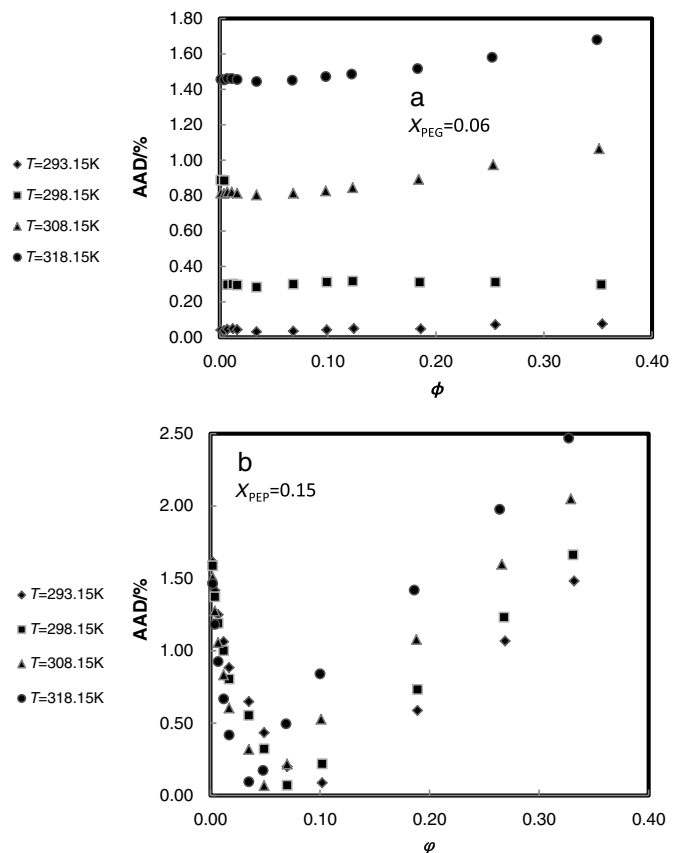 1.80
1.60
1.40
1.20
1.00
0.80
0.60
0.40
0.20
0.00
AAD/%
a
XPEG=0.06
T=293.15K
T=298.15K
T=308.15K
T=318.15K
0.00 0.10 0.20 0.30 0.40
ϕ
2.50
2.00
1.50
1.00
0.50
0.00
AAD/%
b
XPEP=0.15
T=293.15K
T=298.15K
T=308.15K
T=318.15K
0.00 0.10 0.20 0.30 0.40
φ